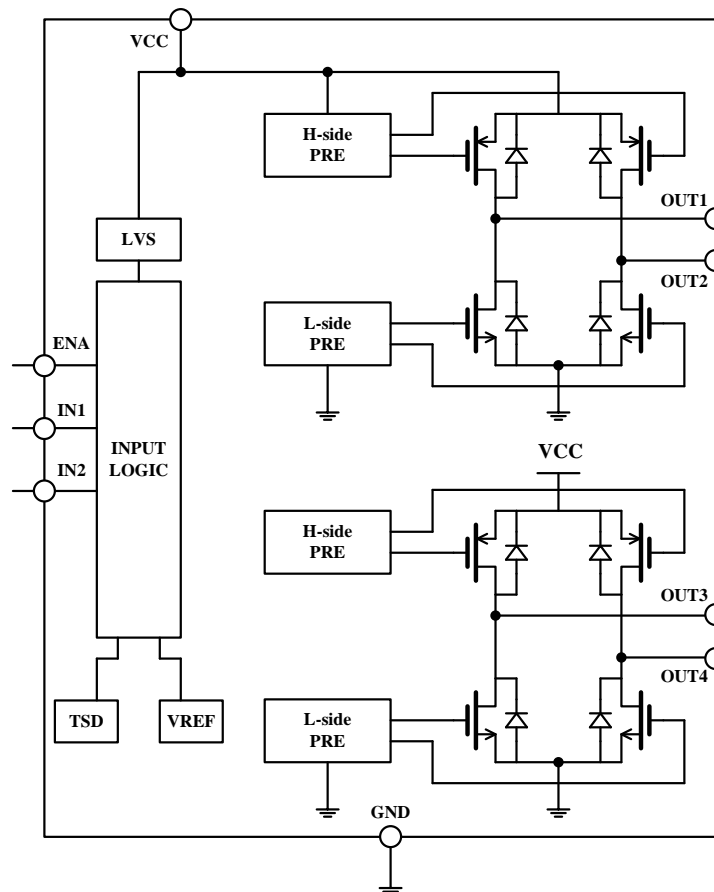 VCC
H-side
PRE
OUT1
LVS
OUT2
L-side
PRE
ENA
IN1
IN2
INPUT
LOGIC
VCC
H-side
PRE
OUT3
OUT4
TSD
VREF
L-side
PRE
GND